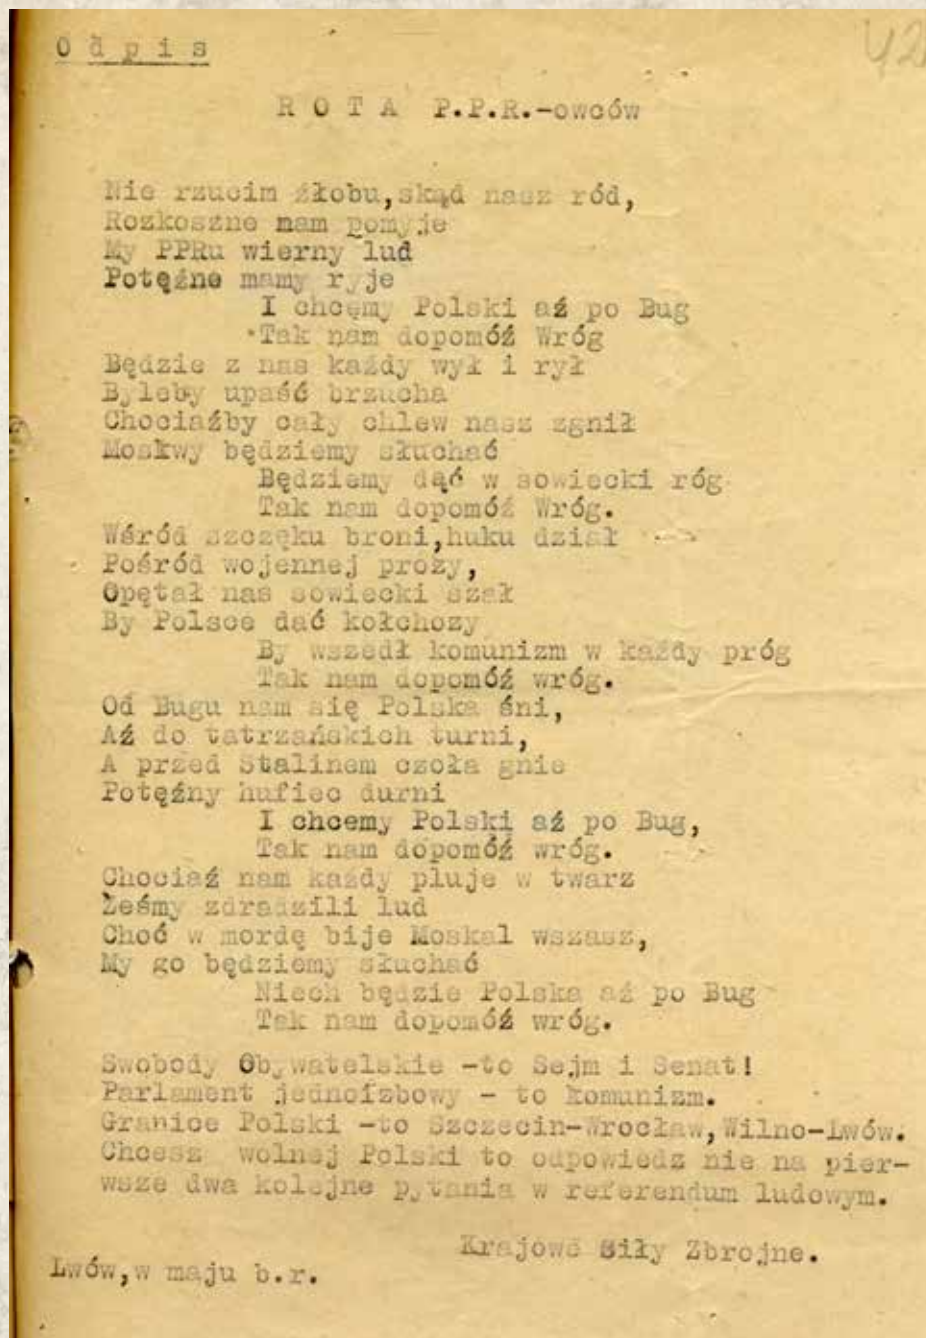 Odpis
42
ROTA P.P.R.-owców
Nie rzucim żłobu,skąd nasz ród,
Rozkoszne nam pomyje
My PPRu wierny lud
Potężne mamy ryje
I chcęmy Polski aż po Bug
Tak nam dopomóż Wróg
Będzie z nas każdy wył i rył
Byleby upaść brzucha
Chociażby cały chlew nasz zgnił
Moskwy będziemy słuchać
Będziemy dąć w sowiecki róg
Tak nam dopomóż Wróg.
Wśród szczęku broni,huku dział
Pośród wojennej prozy,
Opętał nas sowiecki szał
By Polsce dać kołchozy
By wszedł komunizm w każdy próg
Tak nam dopomóż wróg.
Od Bugu nam się Polska śni,
Aż do tatrzańskich turni,
A przed Stalinem czoła gnie
Potężny hufiec durni
I chcemy Polski aż po Bug,
Tak nam dopomóż wróg.
Chociaż nam każdy pluje w twarz
Żeśmy zdradzili lud
Choć w mordę bije Moskal wszasz,
My go będziemy słuchać
Niech będzie Polska aż po Bug
Tak nam dopomóż wróg.
Swobody Obywatelskie -to Sejm i Senat!
Parlament jednoizbowy - to komunizm.
Granice Polski -to Szczecin-Wrocław,Wilno-Lwów.
Chcesz wolnej Polski to odpowiedz nie na pier-
wsze dwa kolejne pytania w referendum ludowym.
Krajowe Siły Zbrojne.
Lwów,w maju b.r.